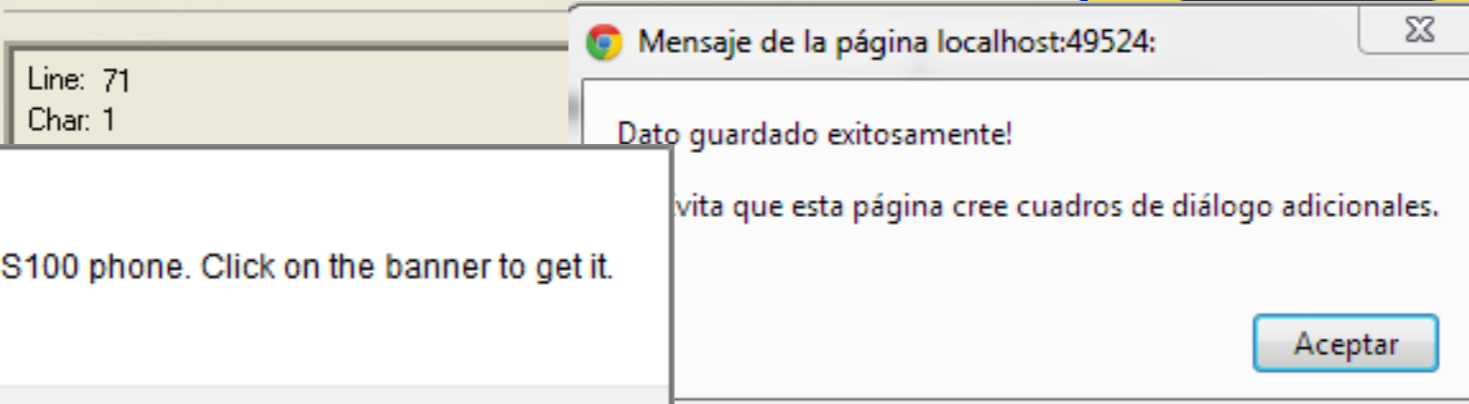 Line: 71
Char: 1
Mensaje de la página localhost:49524:
Dato guardado exitosamente!
vita que esta página cree cuadros de diálogo adicionales.
Aceptar
S100 phone. Click on the banner to get it.